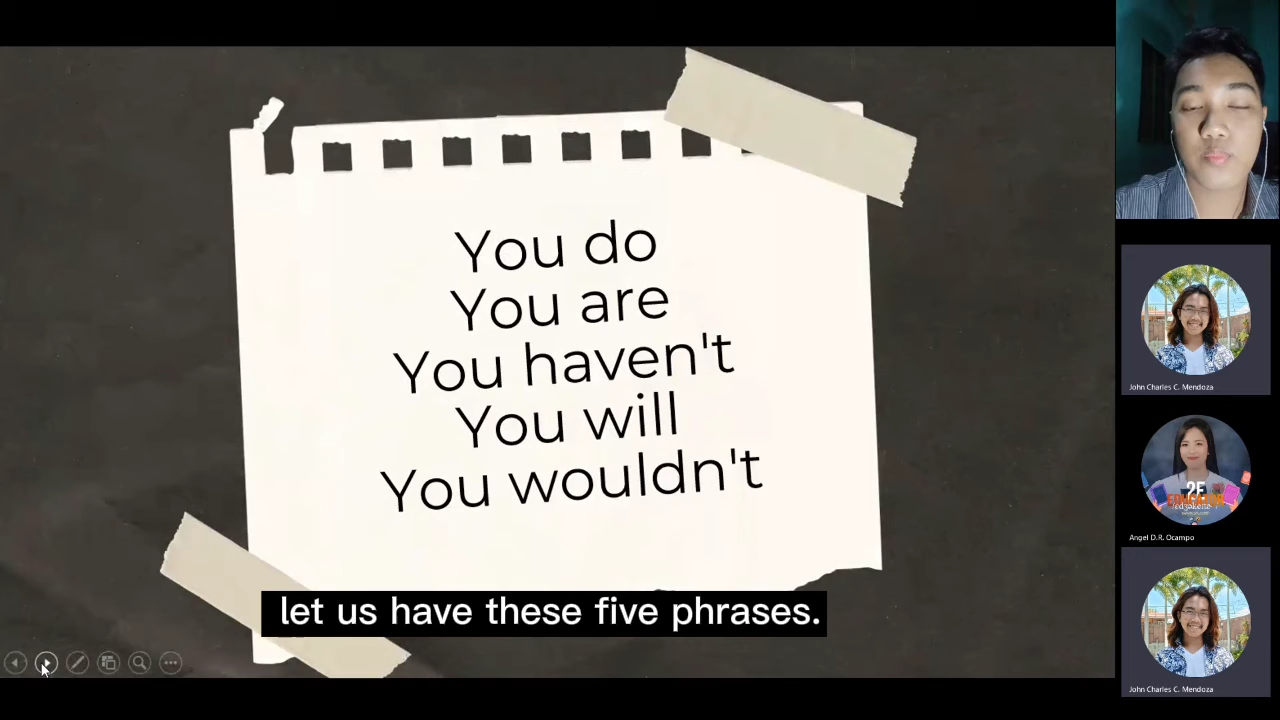 You do
You are
You haven't
You will
You wouldn't
let us have these five phrases.
John Charles C. Mendoza
Angel D.R. Ocampo
John Charles C. Mendoza